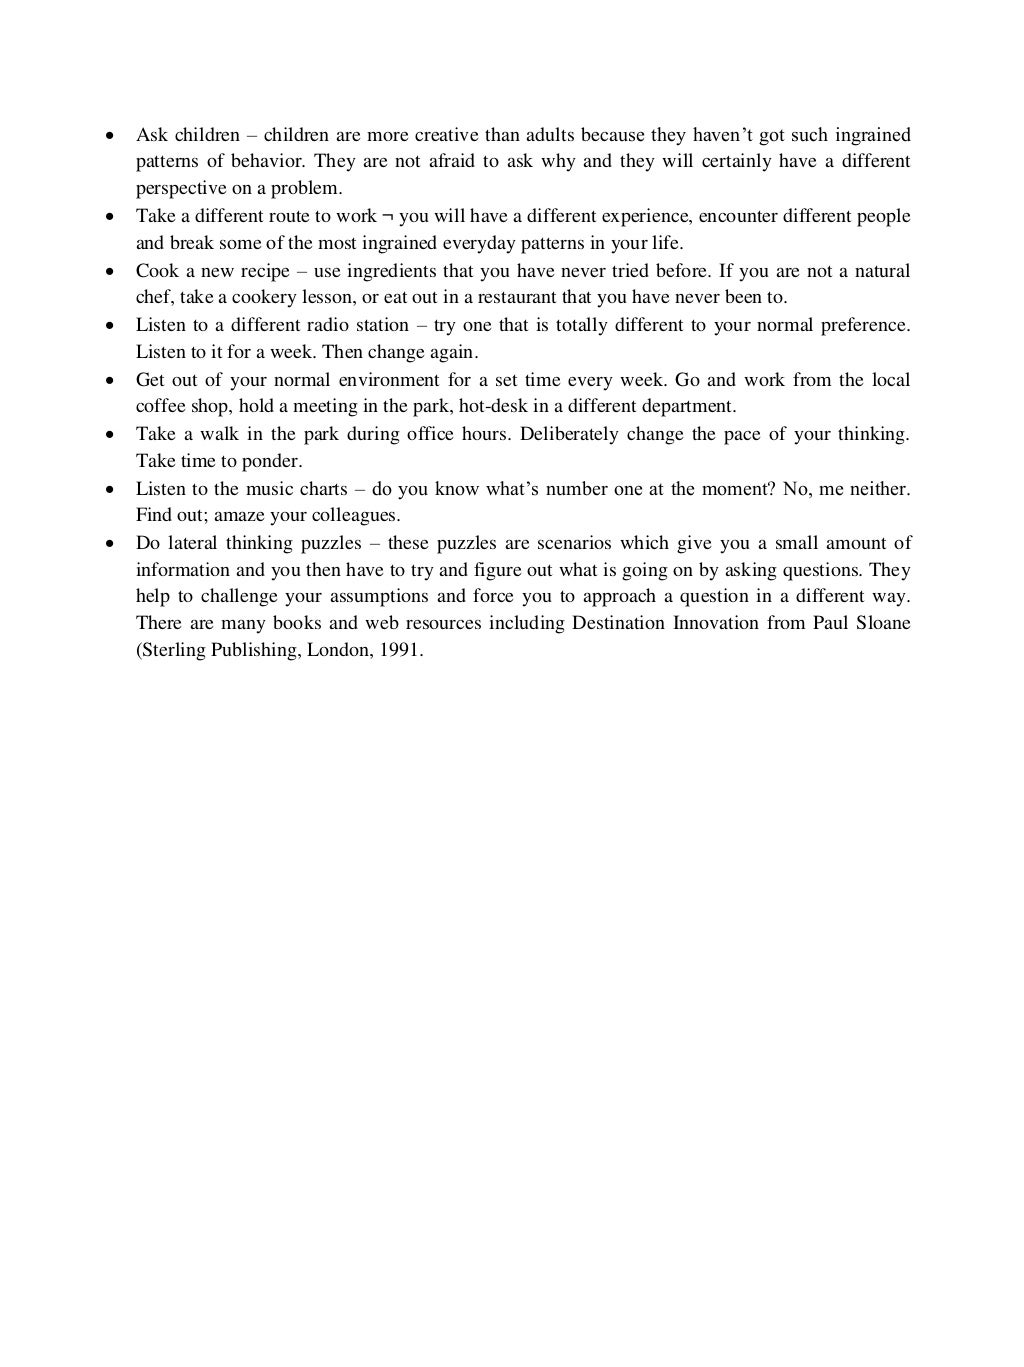 • Ask children – children are more creative than adults because they haven’t got such ingrained
patterns of behavior. They are not afraid to ask why and they will certainly have a different
perspective on a problem.
• Take a different route to work ¬ you will have a different experience, encounter different people
and break some of the most ingrained everyday patterns in your life.
• Cook a new recipe – use ingredients that you have never tried before. If you are not a natural
chef, take a cookery lesson, or eat out in a restaurant that you have never been to.
• Listen to a different radio station – try one that is totally different to your normal preference.
Listen to it for a week. Then change again.
• Get out of your normal environment for a set time every week. Go and work from the local
coffee shop, hold a meeting in the park, hot-desk in a different department.
• Take a walk in the park during office hours. Deliberately change the pace of your thinking.
Take time to ponder.
• Listen to the music charts – do you know what’s number one at the moment? No, me neither.
Find out; amaze your colleagues.
• Do lateral thinking puzzles – these puzzles are scenarios which give you a small amount of
information and you then have to try and figure out what is going on by asking questions. They
help to challenge your assumptions and force you to approach a question in a different way.
There are many books and web resources including Destination Innovation from Paul Sloane
(Sterling Publishing, London, 1991.